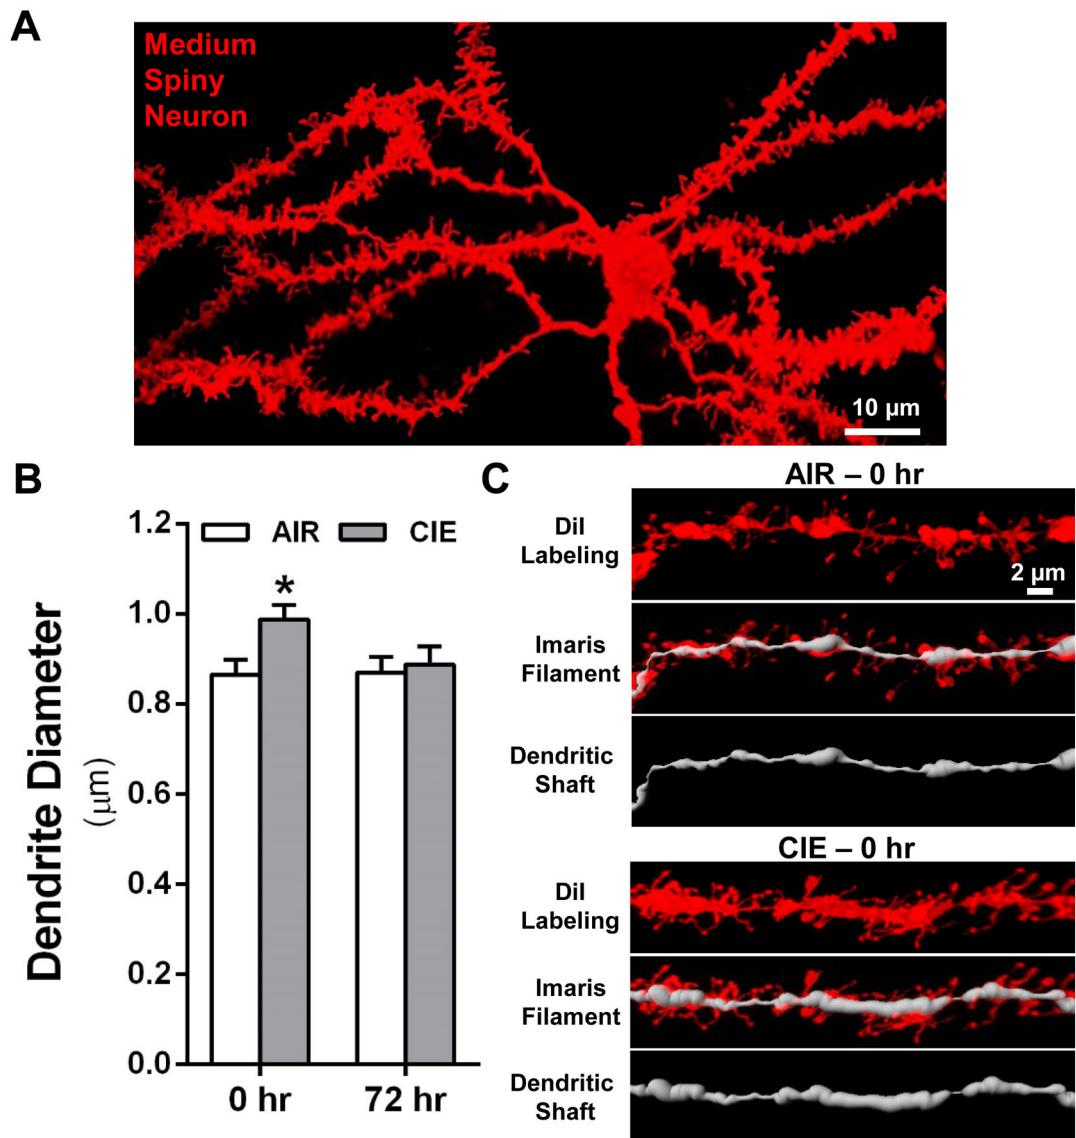 A
Medium
Spiny
Neuron
10 µm
B
Dendrite Diameter
(µm)
1.2
1.0
0.8
0.6
0.4
0.2
0.0
AIR
CIE
*
0 hr
72 hr
C
AIR – 0 hr
DiI
Labeling
2 µm
Imaris
Filament
Dendritic
Shaft
CIE – 0 hr
DiI
Labeling
Imaris
Filament
Dendritic
Shaft